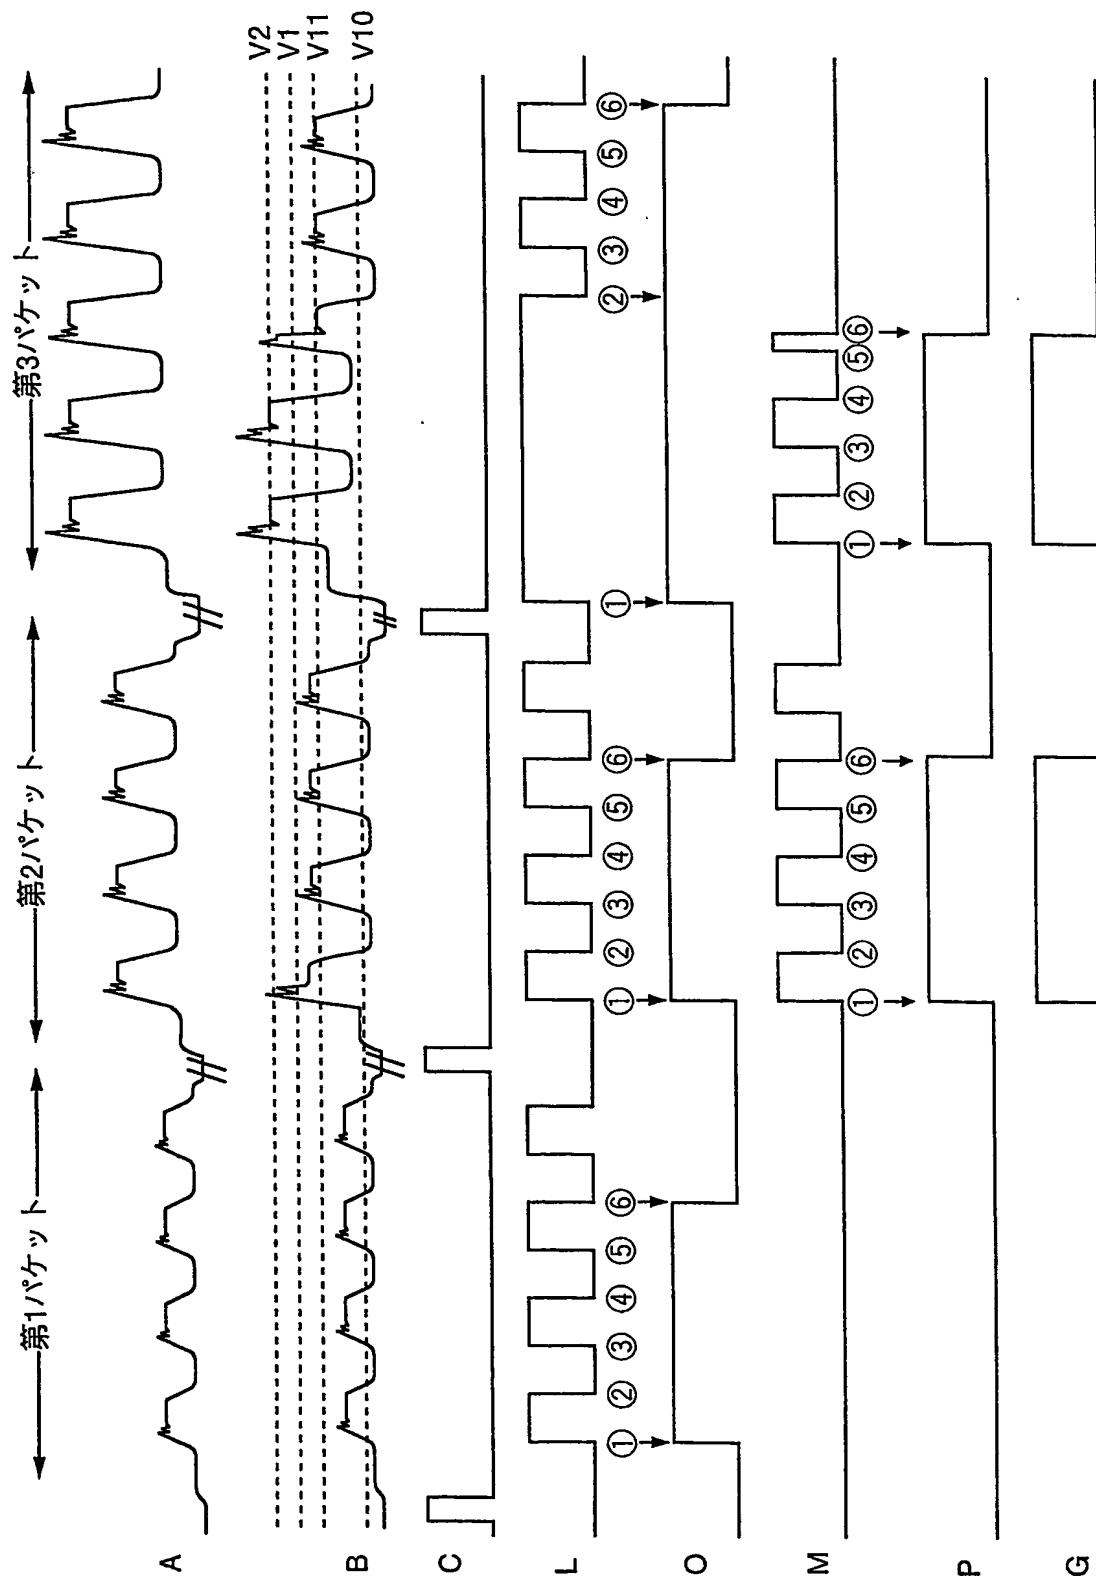 第1パケット 第2パケット 第3パケット
A
V2
V1
V11
V10
B
C
L
① ② ③ ④ ⑤ ⑥ ① ② ③ ④ ⑤ ⑥ ① ② ③ ④ ⑤ ⑥
O
M
① ② ③ ④ ⑤ ⑥ ① ② ③ ④ ⑤ ⑥
P
G